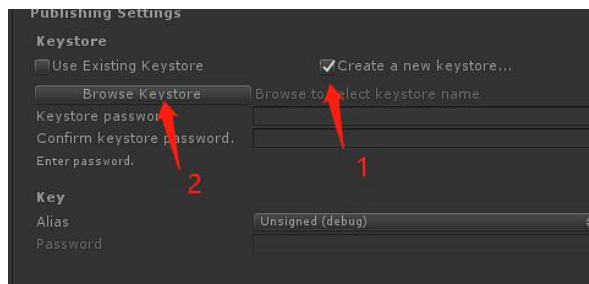 Publishing Settings
Keystore
Use Existing Keystore Create a new keystore...
Browse Keystore Browse to select keystore name
Keystore password
Confirm keystore password.
Enter password.
1
2
Key
Alias Unsigned (debug)
Password